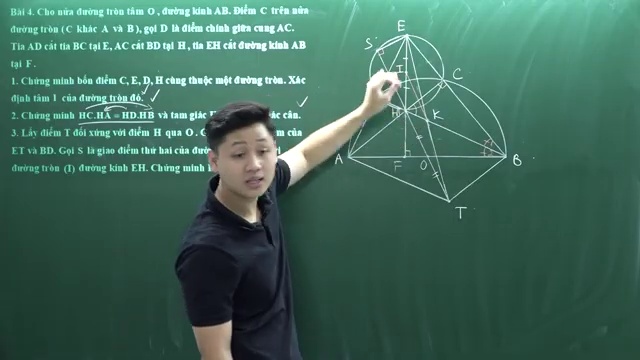 Bài 4. Cho nửa đường tròn tâm O , đường kính AB. Điểm C trên nửa
đường tròn (C khác A và B), gọi D là điểm chính giữa cung AC.
Tia AD cắt tia BC tại E, AC cắt BD tại H , tia EH cắt đường kính AB
tại F .
1. Chứng minh bốn điểm C, E, D, H cùng thuộc một đường tròn. Xác
định tâm I của đường tròn đó.
2. Chứng minh HC.HA = HD.HB và tam giác cân.
3. Lấy điểm T đối xứng với điểm H qua O . của
ET và BD. Gọi S là giao điểm thứ hai của
đường tròn (I) đường kính EH. Chứng minh
E
S
I
C
H
K
A
F
O
B
T